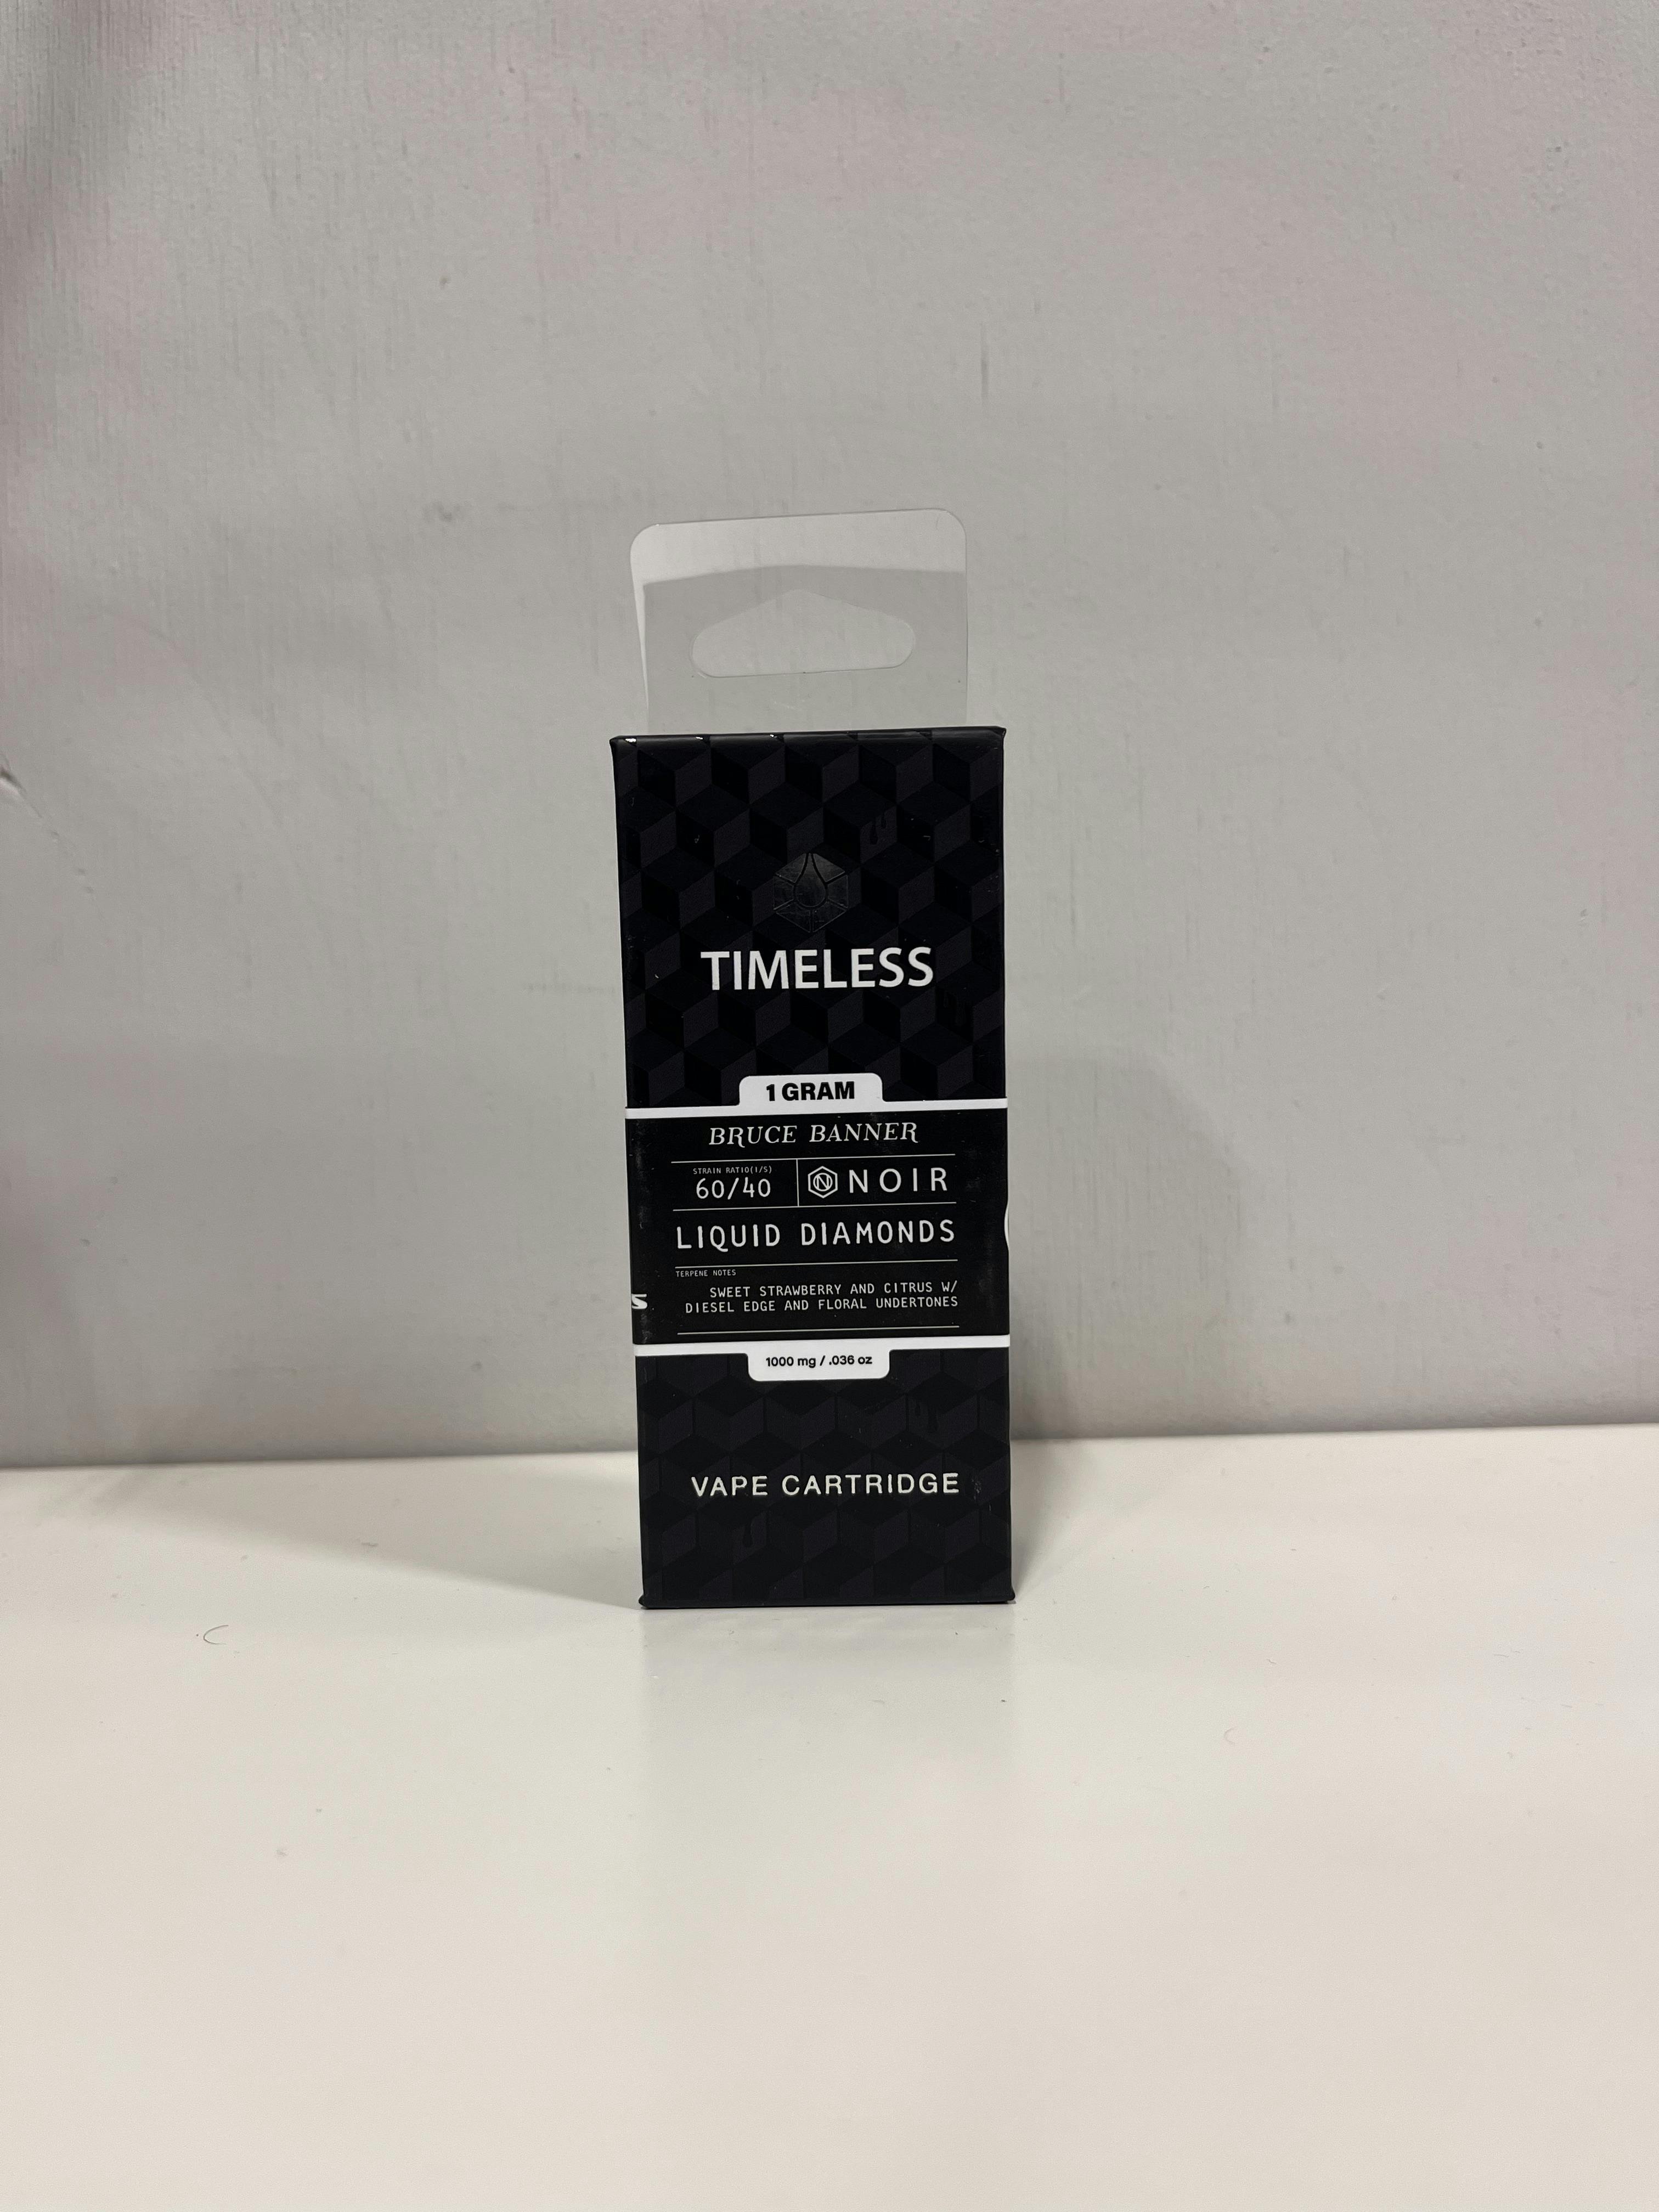 TIMELESS
1 GRAM
BRUCE BANNER
STRAIN RATIO(I/S)
60/40
NOIR
LIQUID DIAMONDS
TERPENE NOTES
SWEET STRAWBERRY AND CITRUS W/
DIESEL EDGE AND FLORAL UNDERTONES
1000 mg / .036 oz
VAPE CARTRIDGE